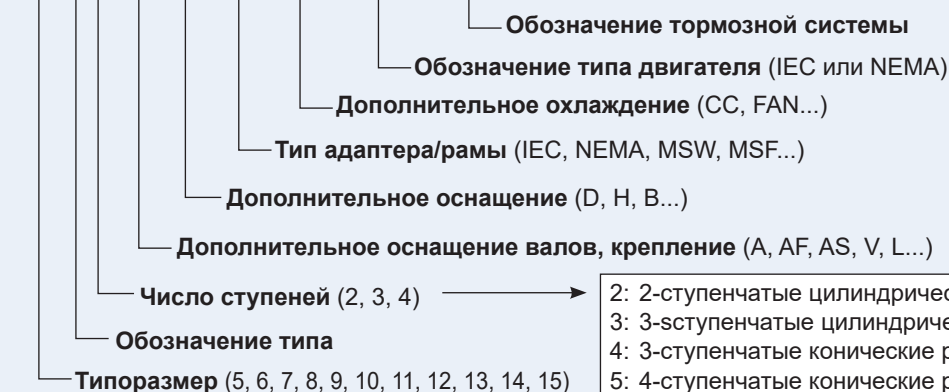 Обозначение тормозной системы
Обозначение типа двигателя (IEC или NEMA)
Дополнительное охлаждение (CC, FAN...)
Тип адаптера/рамы (IEC, NEMA, MSW, MSF...)
Дополнительное оснащение (D, H, B...)
Дополнительное оснащение валов, крепление (A, AF, AS, V, L...)
Число ступеней (2, 3, 4)
2: 2-ступенчатые
3: 3-sступенчатые
Обозначение типа
4: 3-ступенчатые конические
Типоразмер (5, 6, 7, 8, 9, 10, 11, 12, 13, 14, 15)
5: 4-ступенчатые конические